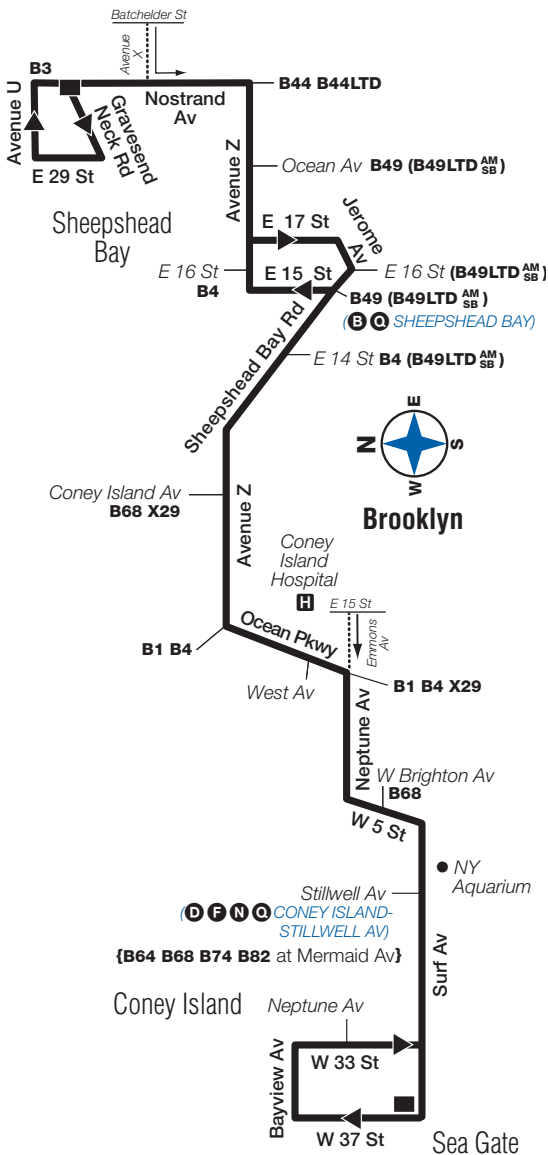 Batchelder St
Avenue X
B3
Nostrand
Av
B44 B44LTD
Avenue U
Gravesend
Neck Rd
E 29 St
Sheepshead
Bay
Avenue Z
Ocean Av B49 (B49LTD AM SB)
E 17 St
Jerome
Av
E 16 St
B4
E 15 St
E 16 St (B49LTD AM SB)
B49 (B49LTD AM SB)
(B Q SHEEPSHEAD BAY)
Sheepshead Bay Rd
E 14 St B4 (B49LTD AM SB)
E
N
S
W
Brooklyn
Coney Island Av
B68 X29
Avenue Z
Coney
Island
Hospital
H
E 15 St
Emmons
Av
Ocean Pkwy
B1 B4
West Av
B1 B4 X29
Neptune Av
W Brighton Av
B68
W 5 St
NY
Aquarium
Stillwell Av
(D F N Q CONEY ISLAND-
STILLWELL AV)
{B64 B68 B74 B82 at Mermaid Av}
Surf Av
Coney Island
Neptune Av
W 33 St
Bayview Av
W 37 St
Sea Gate